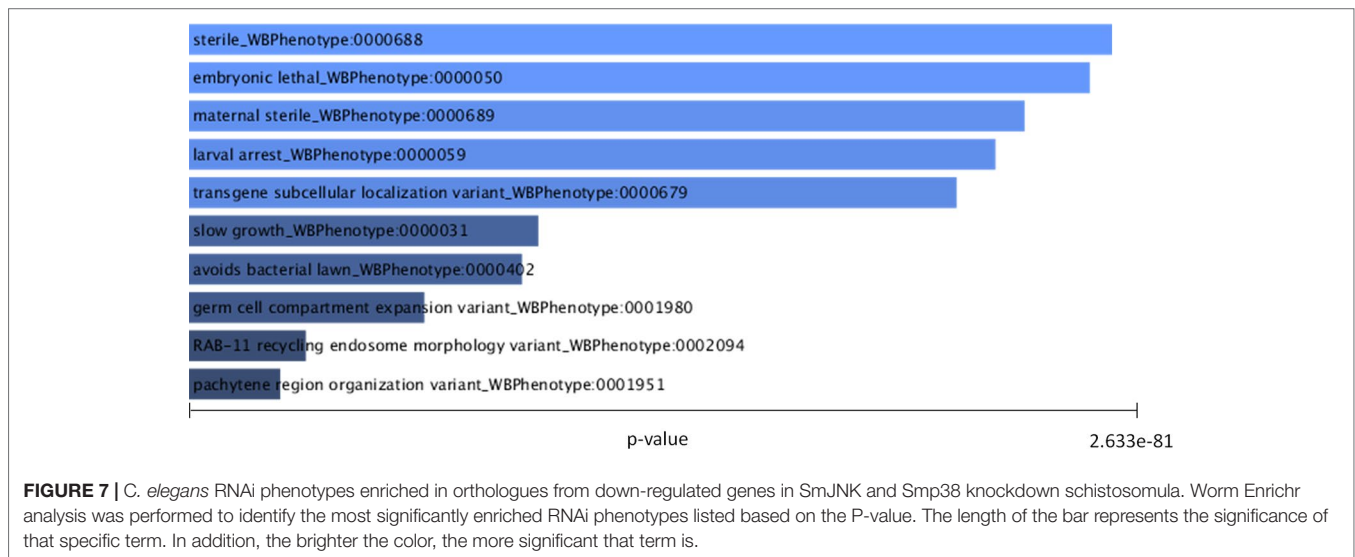 sterile_WBPhenotype:0000688
embryonic lethal_WBPhenotype:0000050
maternal sterile_WBPhenotype:0000689
larval arrest_WBPhenotype:0000059
transgene subcellular localization variant_WBPhenotype:0000679
slow growth_WBPhenotype:0000031
avoids bacterial lawn_WBPhenotype:0000402
germ cell compartment expansion variant_WBPhenotype:0001980
RAB-11 recycling endosome morphology variant_WBPhenotype:0002094
pachytene region organization variant_WBPhenotype:0001951
p-value
2.633e-81
FIGURE 7 | C. elegans RNAi phenotypes enriched in orthologues from down-regulated genes in SmJNK and Smp38 knockdown schistosomula. Worm Enrichr
analysis was performed to identify the most significantly enriched RNAi phenotypes listed based on the P-value. The length of the bar represents the significance of
that specific term. In addition, the brighter the color, the more significant that term is.